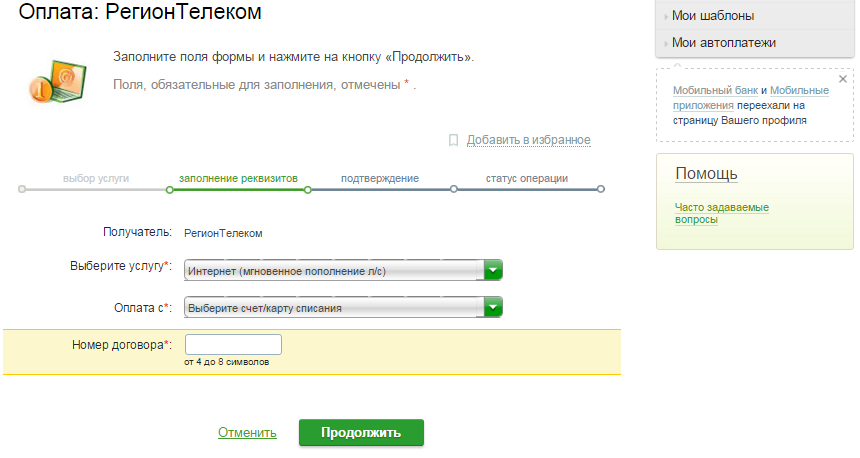 Оплата: РегионТелеком
Заполните поля формы и нажмите на кнопку «Продолжить».
Поля, обязательные для заполнения, отмечены * .
Добавить в избранное
выбор услуги
заполнение реквизитов
подтверждение
статус операции
Получатель: РегионТелеком
Выберите услугу*: Интернет (мгновенное пополнение л/с)
Оплата с*: Выберите счет/карту списания
Номер договора*:
от 4 до 8 символов
Отменить
Продолжить
Мои шаблоны
Мои автоплатежи
Мобильный банк и Мобильные
приложения переехали на
страницу Вашего профиля
Помощь
Часто задаваемые
вопросы